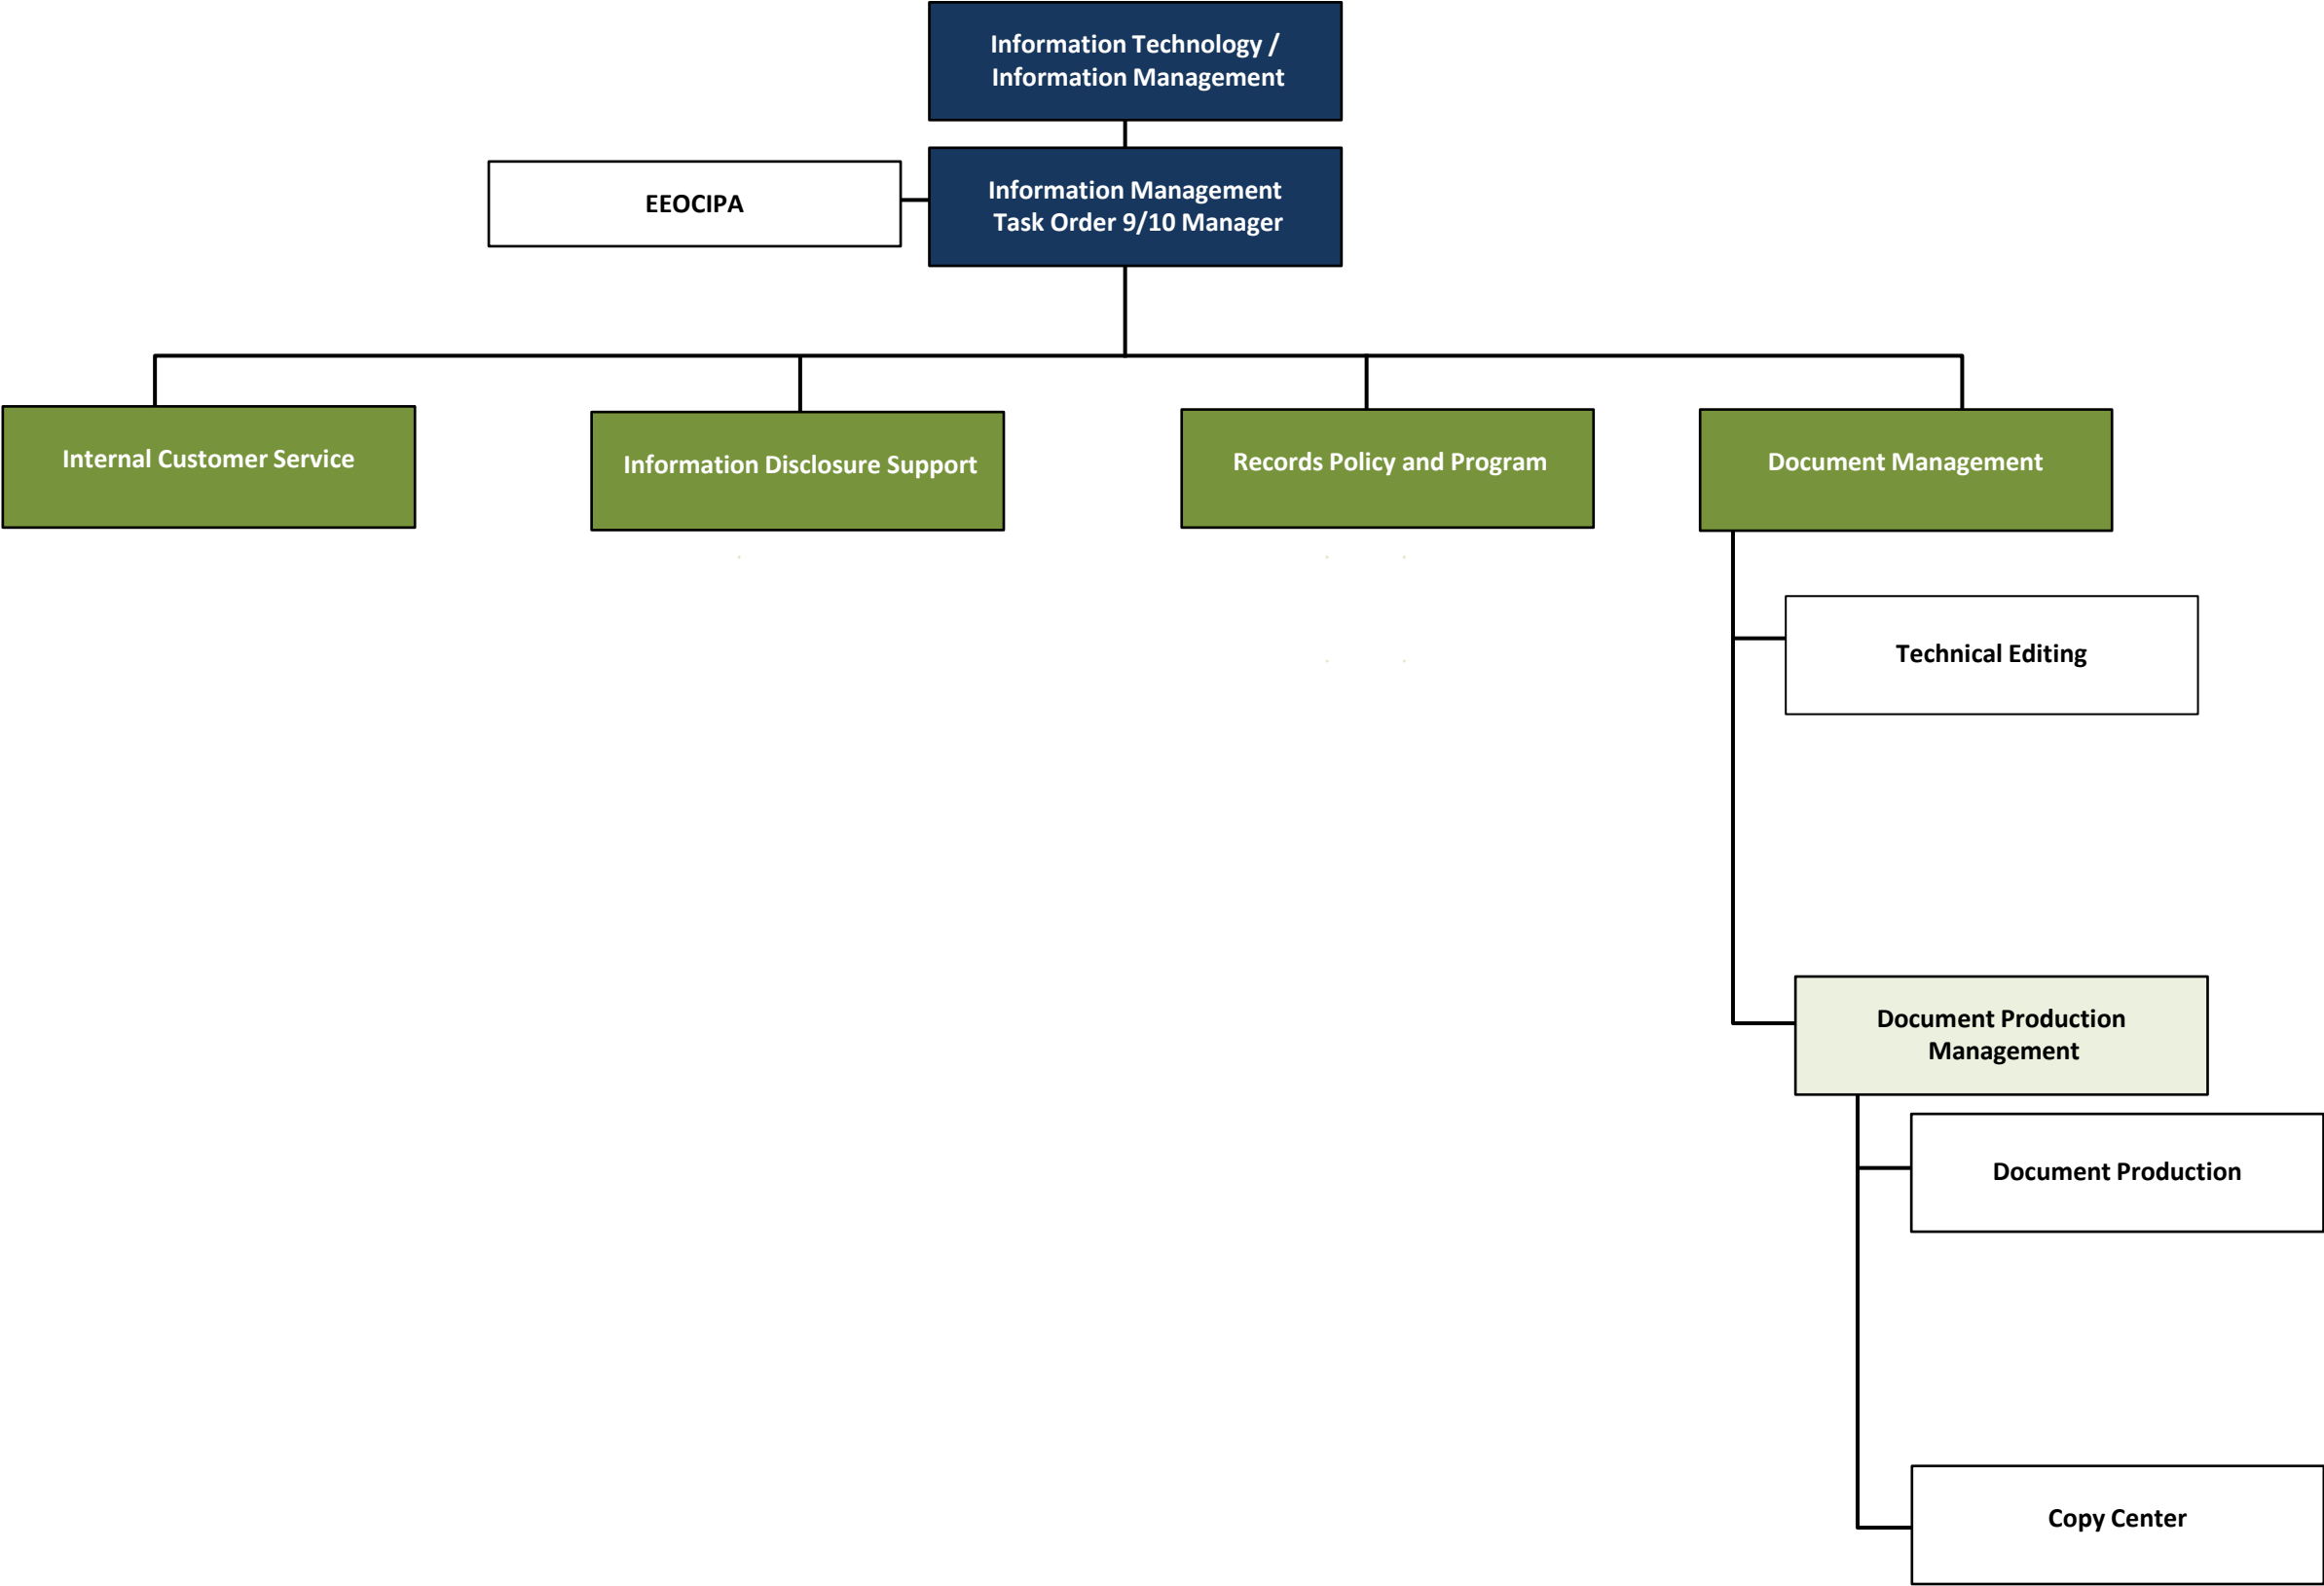 Information Technology /
Information Management
EEOCIPA
Information Management
Task Order 9/10 Manager
Internal Customer Service
Information Disclosure Support
Records Policy and Program
Document Management
Technical Editing
Document Production
Management
Document Production
Copy Center